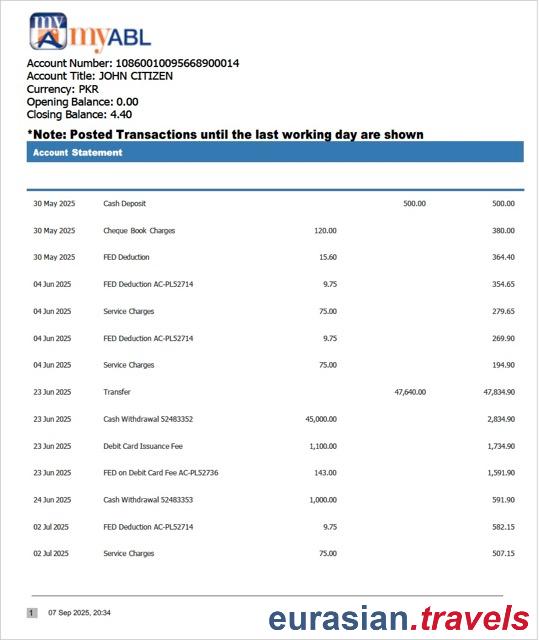 my
my ABL
Account Number: 10860010095668900014
Account Title: JOHN CITIZEN
Currency: PKR
Opening Balance: 0.00
Closing Balance: 4.40
*Note: Posted Transactions until the last working day are shown
Account Statement
30 May 2025 Cash Deposit 500.00 500.00
30 May 2025 Cheque Book Charges 120.00 380.00
30 May 2025 FED Deduction 15.60 364.40
04 Jun 2025 FED Deduction AC-PL52714 9.75 354.65
04 Jun 2025 Service Charges 75.00 279.65
04 Jun 2025 FED Deduction AC-PL52714 9.75 269.90
04 Jun 2025 Service Charges 75.00 194.90
23 Jun 2025 Transfer 47,640.00 47,834.90
23 Jun 2025 Cash Withdrawal 52483352 45,000.00 2,834.90
23 Jun 2025 Debit Card Issuance Fee 1,100.00 1,734.90
23 Jun 2025 FED on Debit Card Fee AC-PL52736 143.00 1,591.90
24 Jun 2025 Cash Withdrawal 52483353 1,000.00 591.90
02 Jul 2025 FED Deduction AC-PL52714 9.75 582.15
02 Jul 2025 Service Charges 75.00 507.15
1 07 Sep 2025, 20:34
eurasian.travels